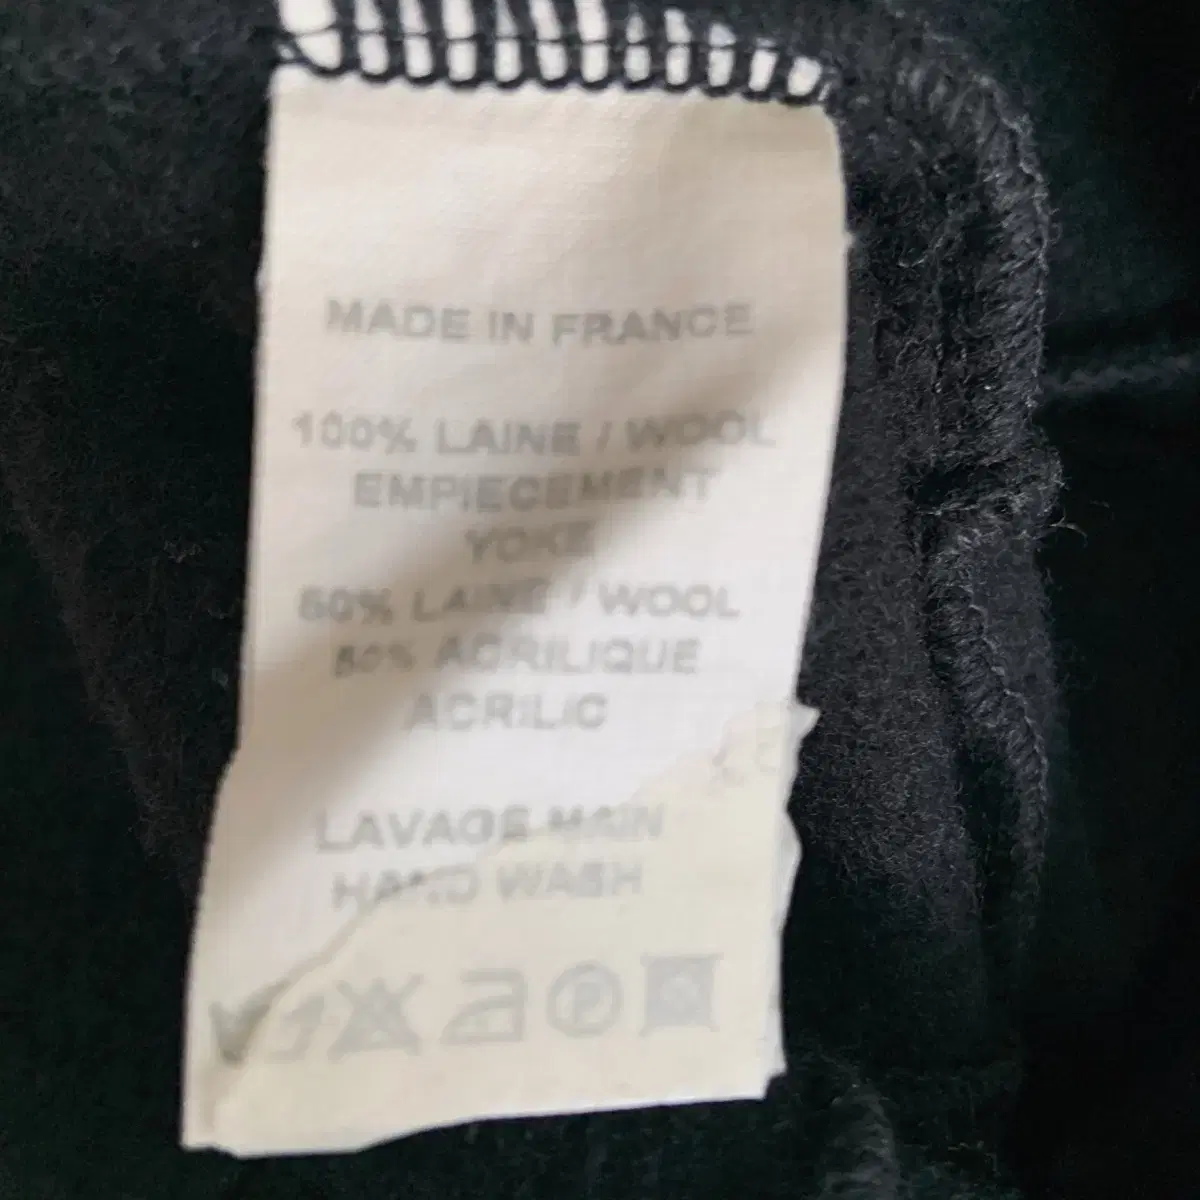 MADE IN FRANCE
100% LAINE / WOOL
EMPIECEMENT
YOKE
50% LAINE / WOOL
50% ACRILIQUE
ACRILIC
LAVAGE MAIN
HAND WASH
P